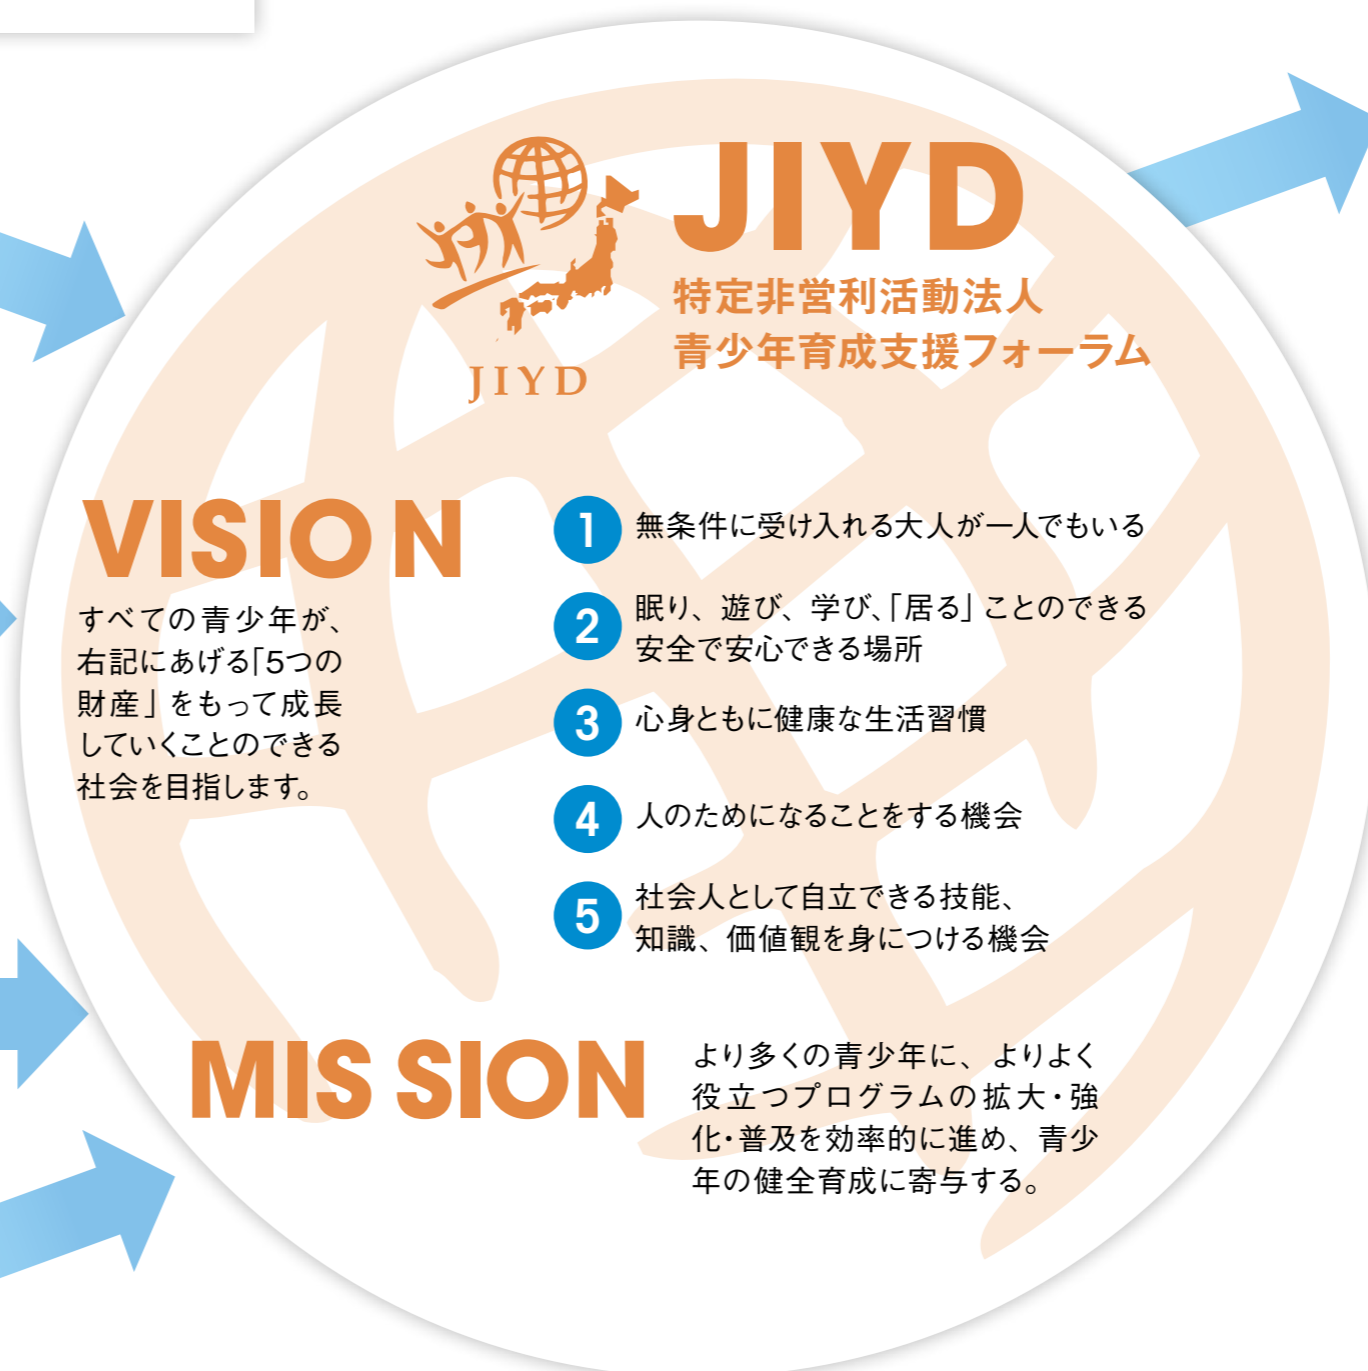 JIYD
JIYD
特定非営利活動法人
青少年育成支援フォーラム
VISION
すべての青少年が、
右記にあげる「5つの
財産」をもって成長
していくことのできる
社会を目指します。
1 無条件に受け入れる大人が一人でもいる
2 眠り、遊び、学び、「居る」ことのできる
安全で安心できる場所
3 心身ともに健康な生活習慣
4 人のためになることをする機会
5 社会人として自立できる技能、
知識、価値観を身につける機会
MISSION
より多くの青少年に、よりよく
役立つプログラムの拡大・強
化・普及を効率的に進め、青少
年の健全育成に寄与する。